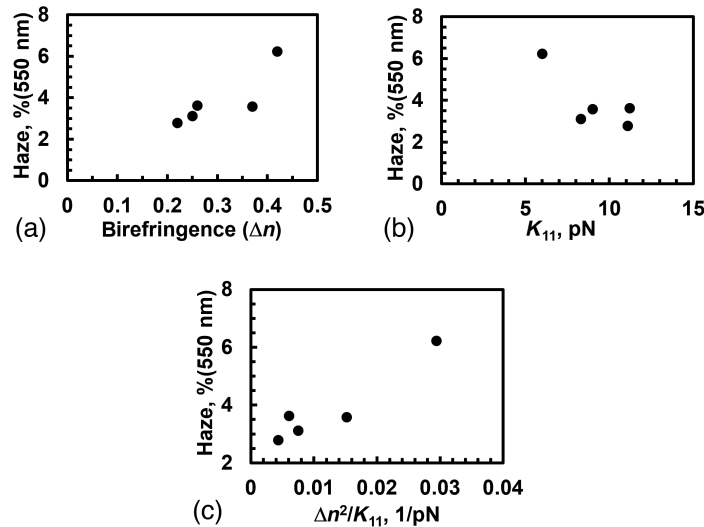 8
6
4
2
0
Haze, %(550 nm)
0 0.1 0.2 0.3 0.4 0.5
Birefringence (Δn)
(a)
8
6
4
2
0
Haze, %(550 nm)
0 5 10 15
K₁₁, pN
(b)
8
6
4
2
Haze, %(550 nm)
0 0.01 0.02 0.03 0.04
Δn²/K₁₁, 1/pN
(c)